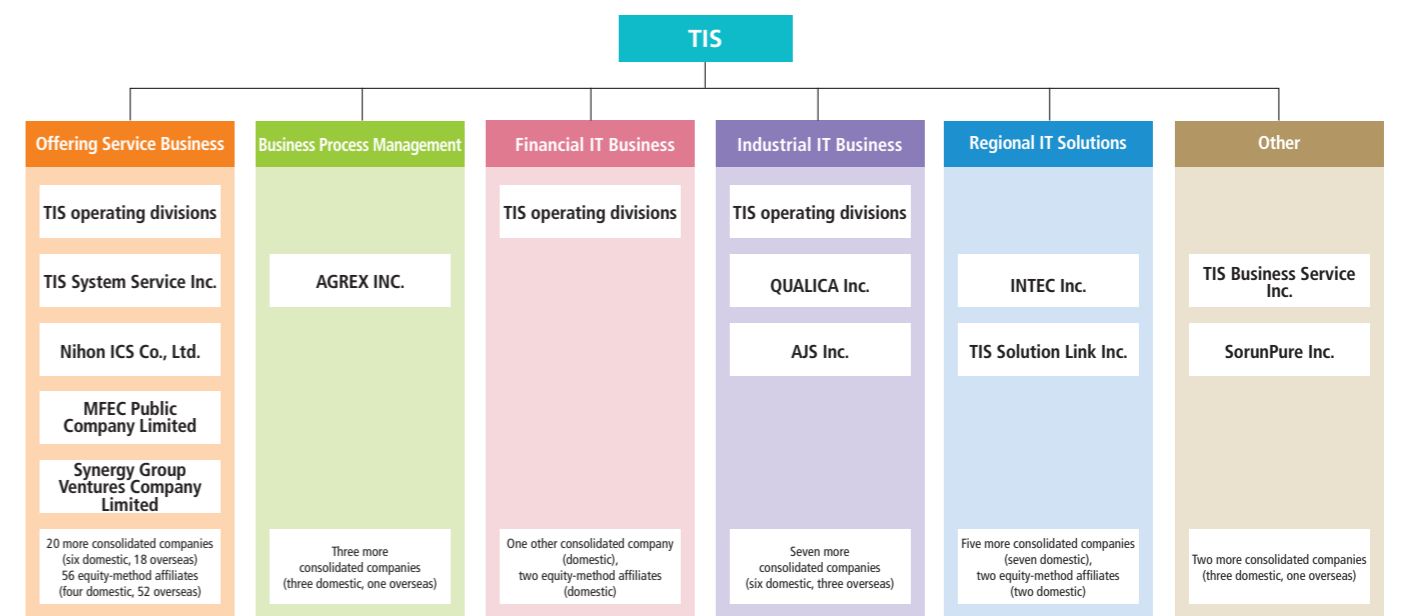 TIS
Offering Service Business
TIS operating divisions
TIS System Service Inc.
Nihon ICS Co., Ltd.
MFEC Public
Company Limited
Synergy Group
Ventures Company
Limited
20 more consolidated companies
(six domestic, 18 overseas)
56 equity-method affiliates
(four domestic, 52 overseas)
Business Process Management
AGREX INC.
Three more
consolidated companies
(three domestic, one overseas)
Financial IT Business
TIS operating divisions
One other consolidated company
(domestic),
two equity-method affiliates
(domestic)
Industrial IT Business
TIS operating divisions
QUALICA Inc.
AJS Inc.
Seven more
consolidated companies
(six domestic, three overseas)
Regional IT Solutions
INTEC Inc.
TIS Solution Link Inc.
Five more consolidated companies
(seven domestic),
two equity-method affiliates
(two domestic)
Other
TIS Business Service
Inc.
SorunPure Inc.
Two more consolidated companies
(three domestic, one overseas)